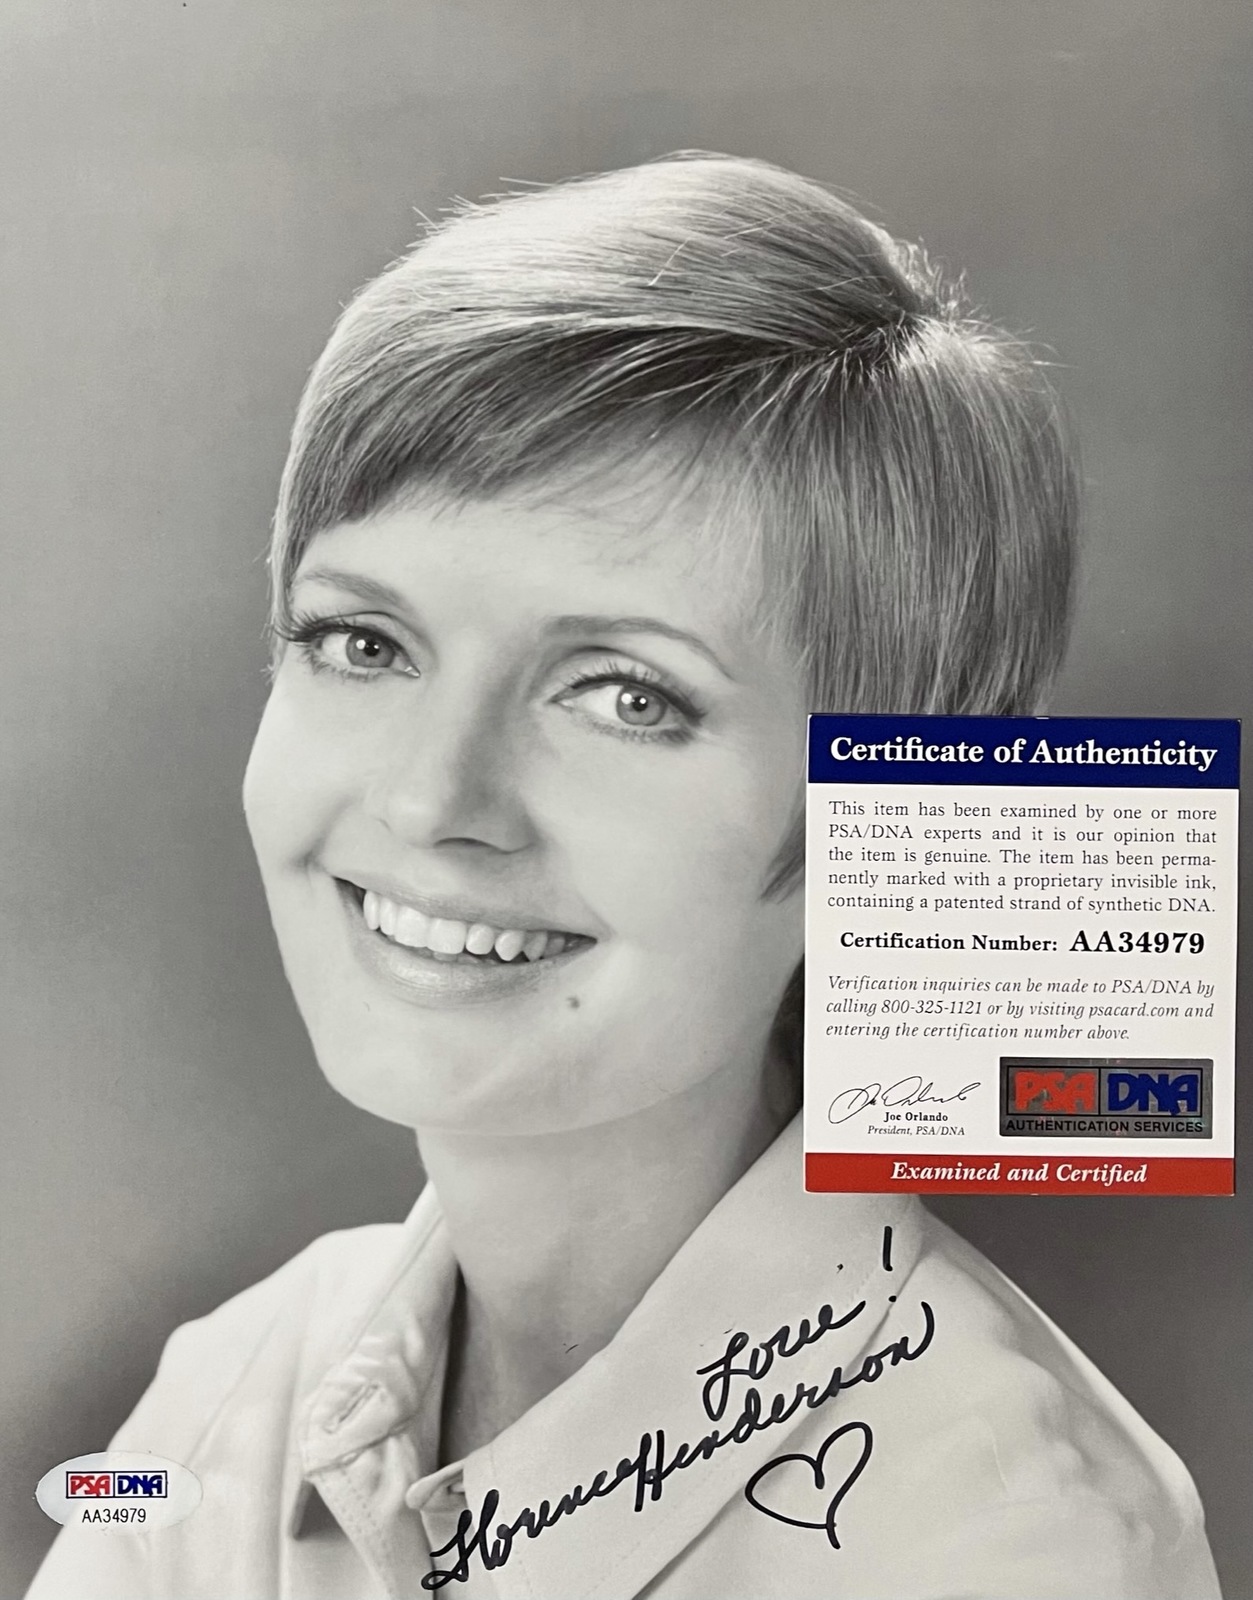 Certificate of Authenticity
This item has been examined by one or more
PSA/DNA experts and it is our opinion that
the item is genuine. The item has been perma-
nently marked with a proprietary invisible ink,
containing a patented strand of synthetic DNA.
Certification Number: AA34979
Verification inquiries can be made to PSA/DNA by
calling 800-325-1121 or by visiting psacard.com and
entering the certification number above.
Joe Orlando
President, PSA/DNA
PSA DNA
AUTHENTICATION SERVICES
Examined and Certified
Love!
Florence Henderson
PSA DNA
AA34979